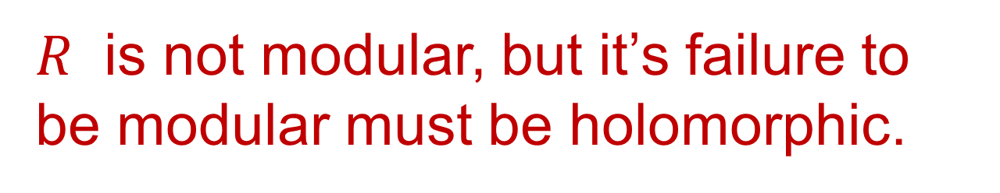 R is not modular, but it’s failure to
be modular must be holomorphic.